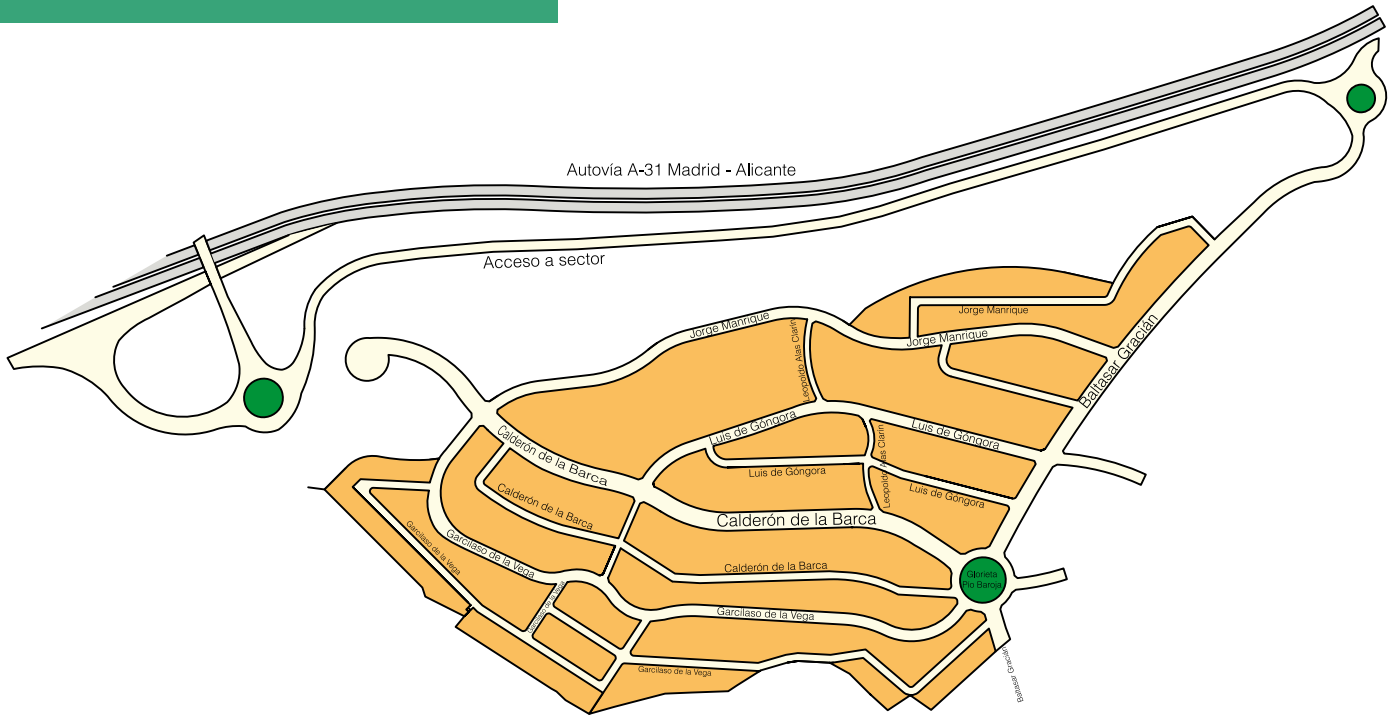 Autovía A-31 Madrid - Alicante
Acceso a sector
Jorge Manrique
Jorge Manrique
Jorge Manrique
Leopoldo Alas Clarín
Baltasar Gracián
Luis de Góngora
Luis de Góngora
Leopoldo Alas Clarín
Luis de Góngora
Luis de Góngora
Calderón de la Barca
Calderón de la Barca
Calderón de la Barca
Calderón de la Barca
Garcilaso de la Vega
Garcilaso de la Vega
Garcilaso de la Vega
Garcilaso de la Vega
Garcilaso de la Vega
Glorieta
Pío Baroja
Baltasar Gracián